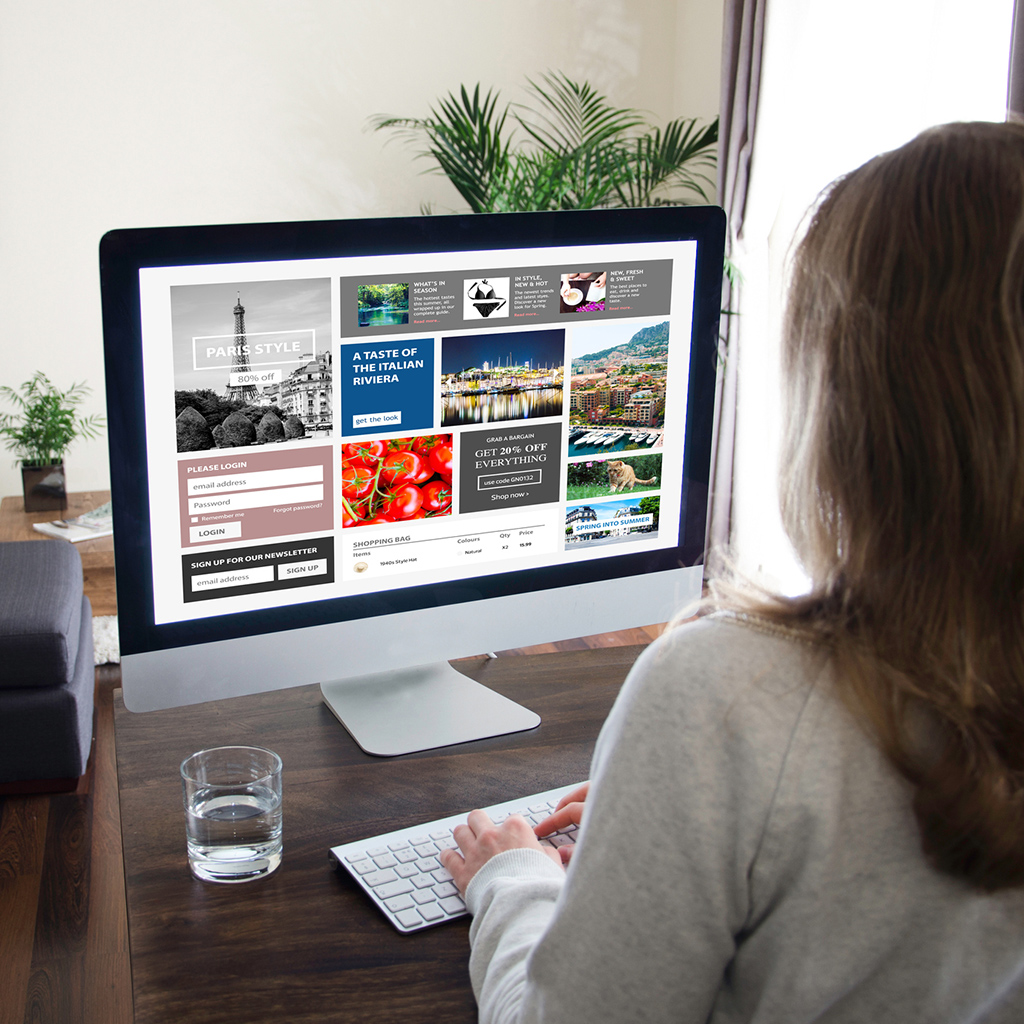 PARIS STYLE
80% off
WHAT'S IN
SEASON
The hottest tastes
this summer, all
wrapped up in our
complete guide.
Read more...
IN STYLE,
NEW & HOT
The newest trends
and latest styles.
Discover a new
look for Spring.
Read more...
NEW, FRESH
& SWEET
The best places to
eat, drink and
discover a new
taste.
Read more...
A TASTE OF
THE ITALIAN
RIVIERA
get the look
PLEASE LOGIN
email address
Password
Remember me
Forgot password?
LOGIN
GRAB A BARGAIN
GET 20% OFF
EVERYTHING
use code GN0132
Shop now >
SPRING INTO SUMMER
SIGN UP FOR OUR NEWSLETTER
email address
SIGN UP
SHOPPING BAG
Items Colours Qty Price
1940s Style Hat Natural X2 15.99